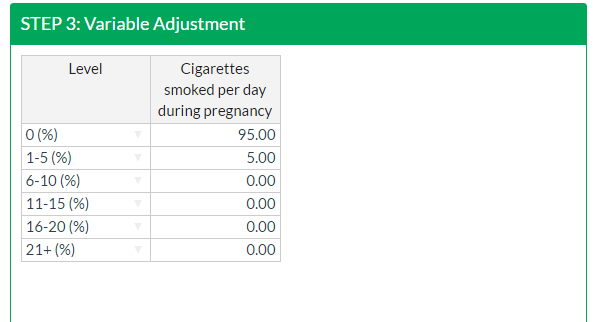 STEP 3: Variable Adjustment
Level
Cigarettes
smoked per day
during pregnancy
0 (%) 95.00
1-5 (%) 5.00
6-10 (%) 0.00
11-15 (%) 0.00
16-20 (%) 0.00
21+ (%) 0.00